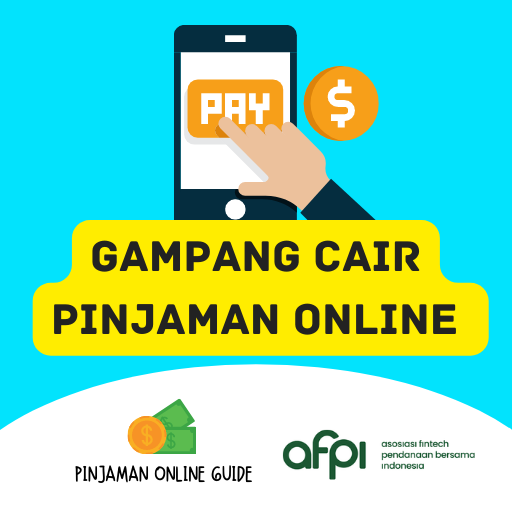 PAY
$
GAMPANG CAIR
PINJAMAN ONLINE
$
PINJAMAN ONLINE GUIDE
afpi
asosiasi fintech
pendanaan bersama
indonesia